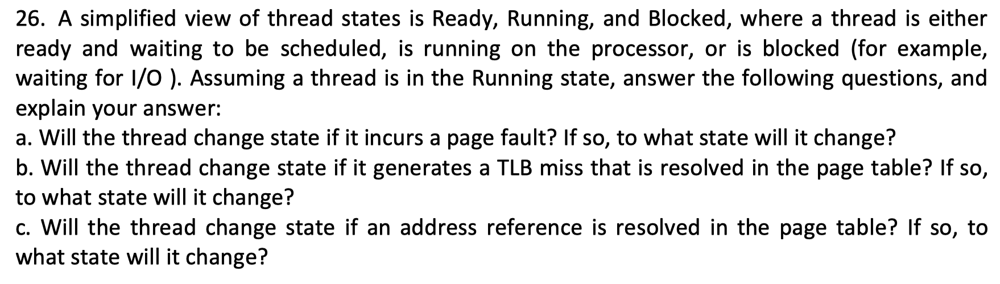 26. A simplified view of thread states is Ready, Running, and Blocked, where a thread is either
ready and waiting to be scheduled, is running on the processor, or is blocked (for example,
waiting for I/O ). Assuming a thread is in the Running state, answer the following questions, and
explain your answer:
a. Will the thread change state if it incurs a page fault? If so, to what state will it change?
b. Will the thread change state if it generates a TLB miss that is resolved in the page table? If so,
to what state will it change?
c. Will the thread change state if an address reference is resolved in the page table? If so, to
what state will it change?